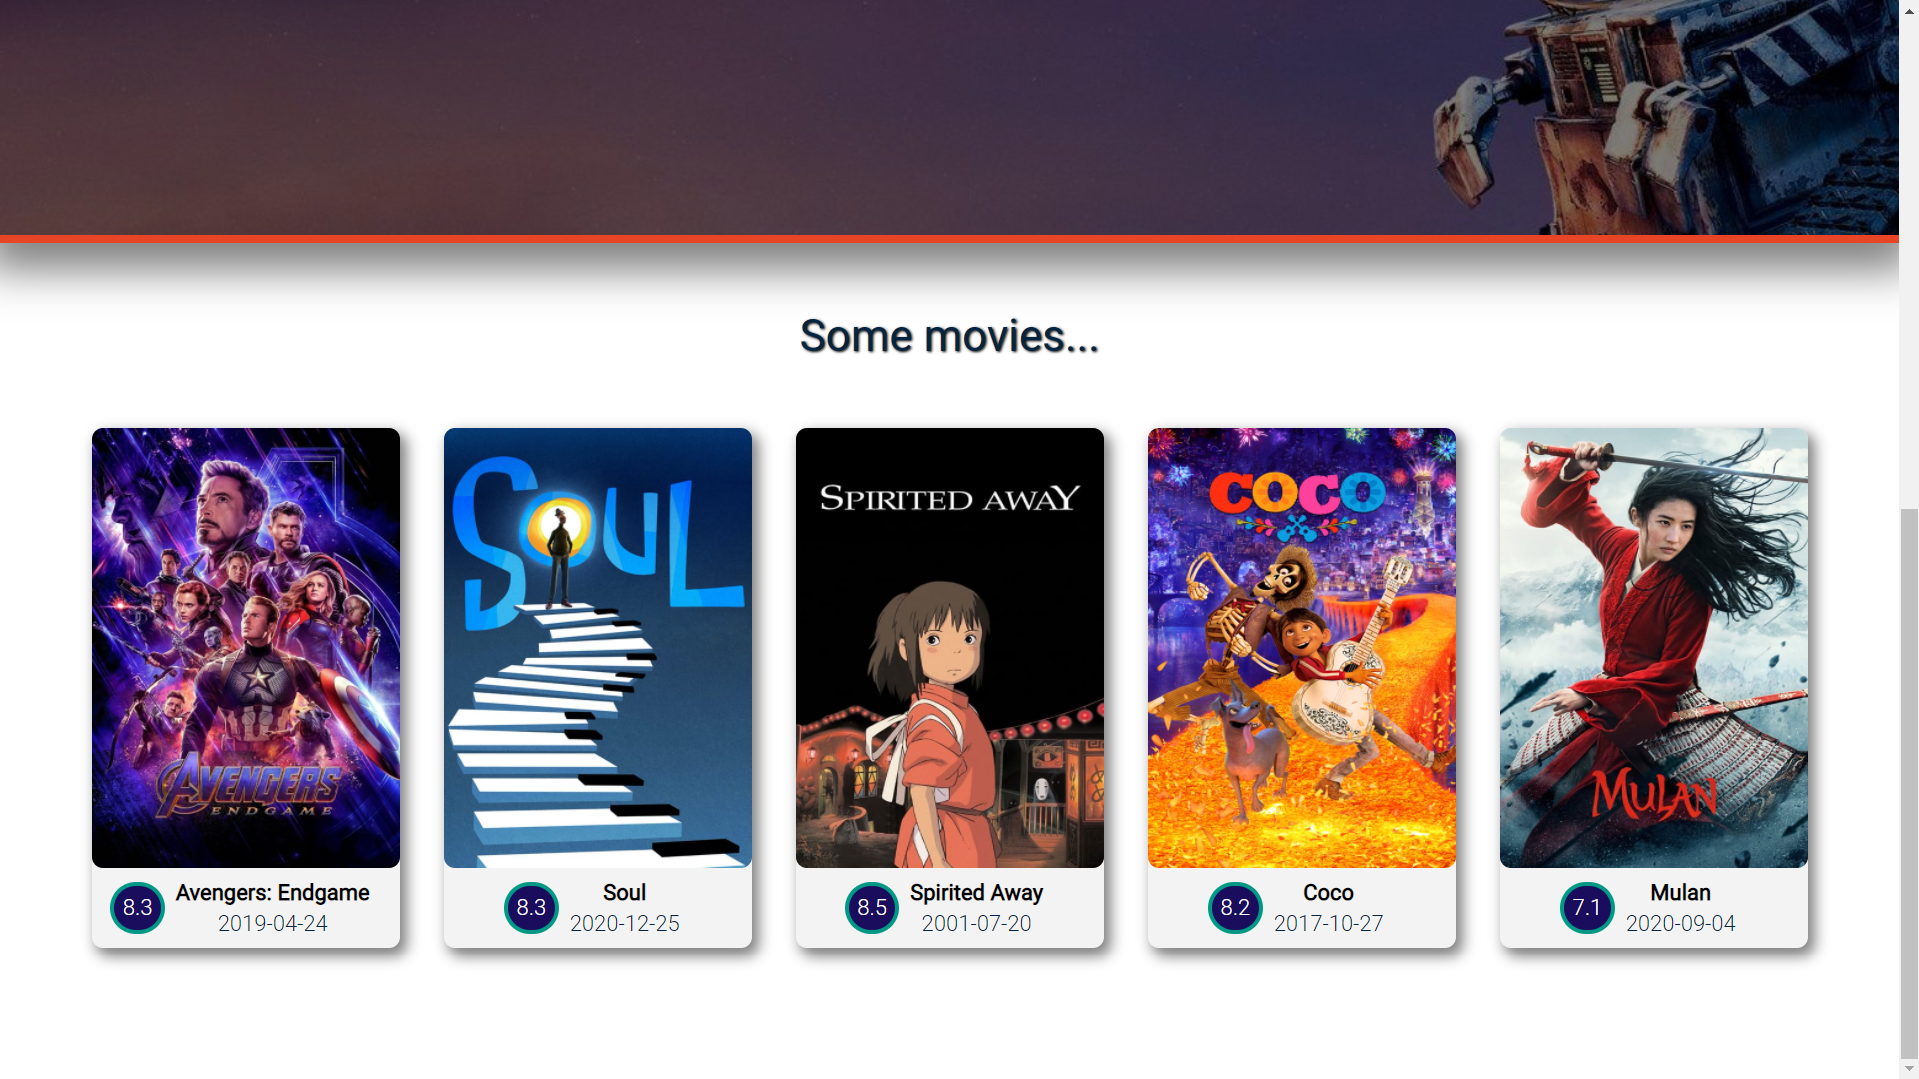 Some movies...
AVENGERS
ENDGAME
SOUL
SPIRITED AWAY
COCO
MULAN
8.3
Avengers: Endgame
2019-04-24
8.3
Soul
2020-12-25
8.5
Spirited Away
2001-07-20
8.2
Coco
2017-10-27
7.1
Mulan
2020-09-04